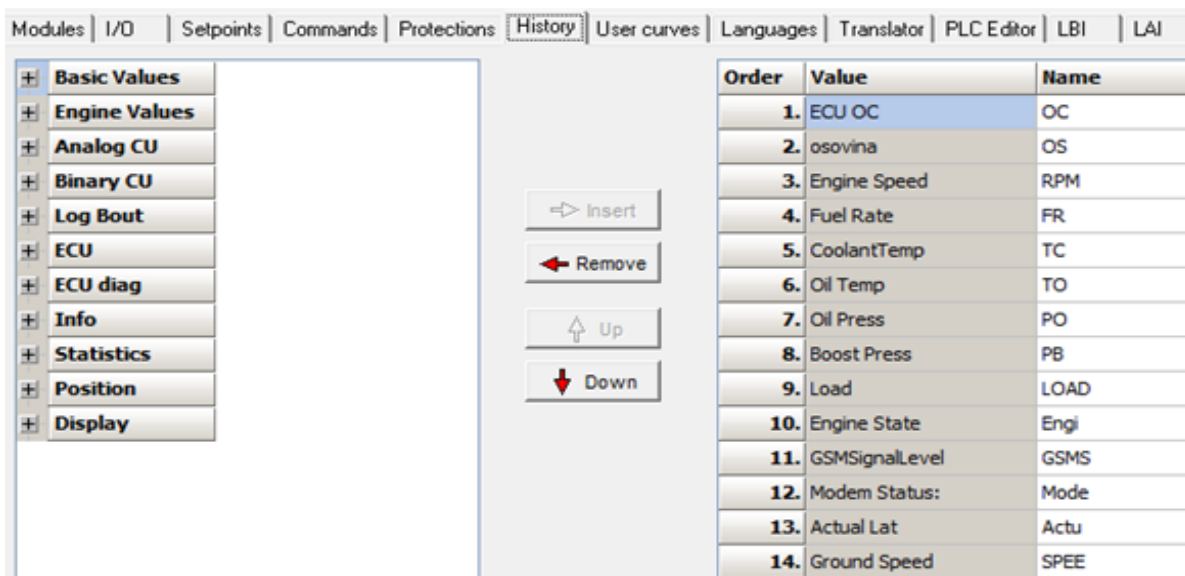 Modules I/O Setpoints Commands Protections History User curves Languages Translator PLC Editor LBI LAI
Basic Values
Engine Values
Analog CU
Binary CU
Log Bout
ECU
ECU diag
Info
Statistics
Position
Display
Insert
Remove
Up
Down
Order Value Name
1. ECU OC OC
2. osovina OS
3. Engine Speed RPM
4. Fuel Rate FR
5. CoolantTemp TC
6. Oil Temp TO
7. Oil Press PO
8. Boost Press PB
9. Load LOAD
10. Engine State Engi
11. GSMSignalLevel GSMS
12. Modem Status: Mode
13. Actual Lat Actu
14. Ground Speed SPEE